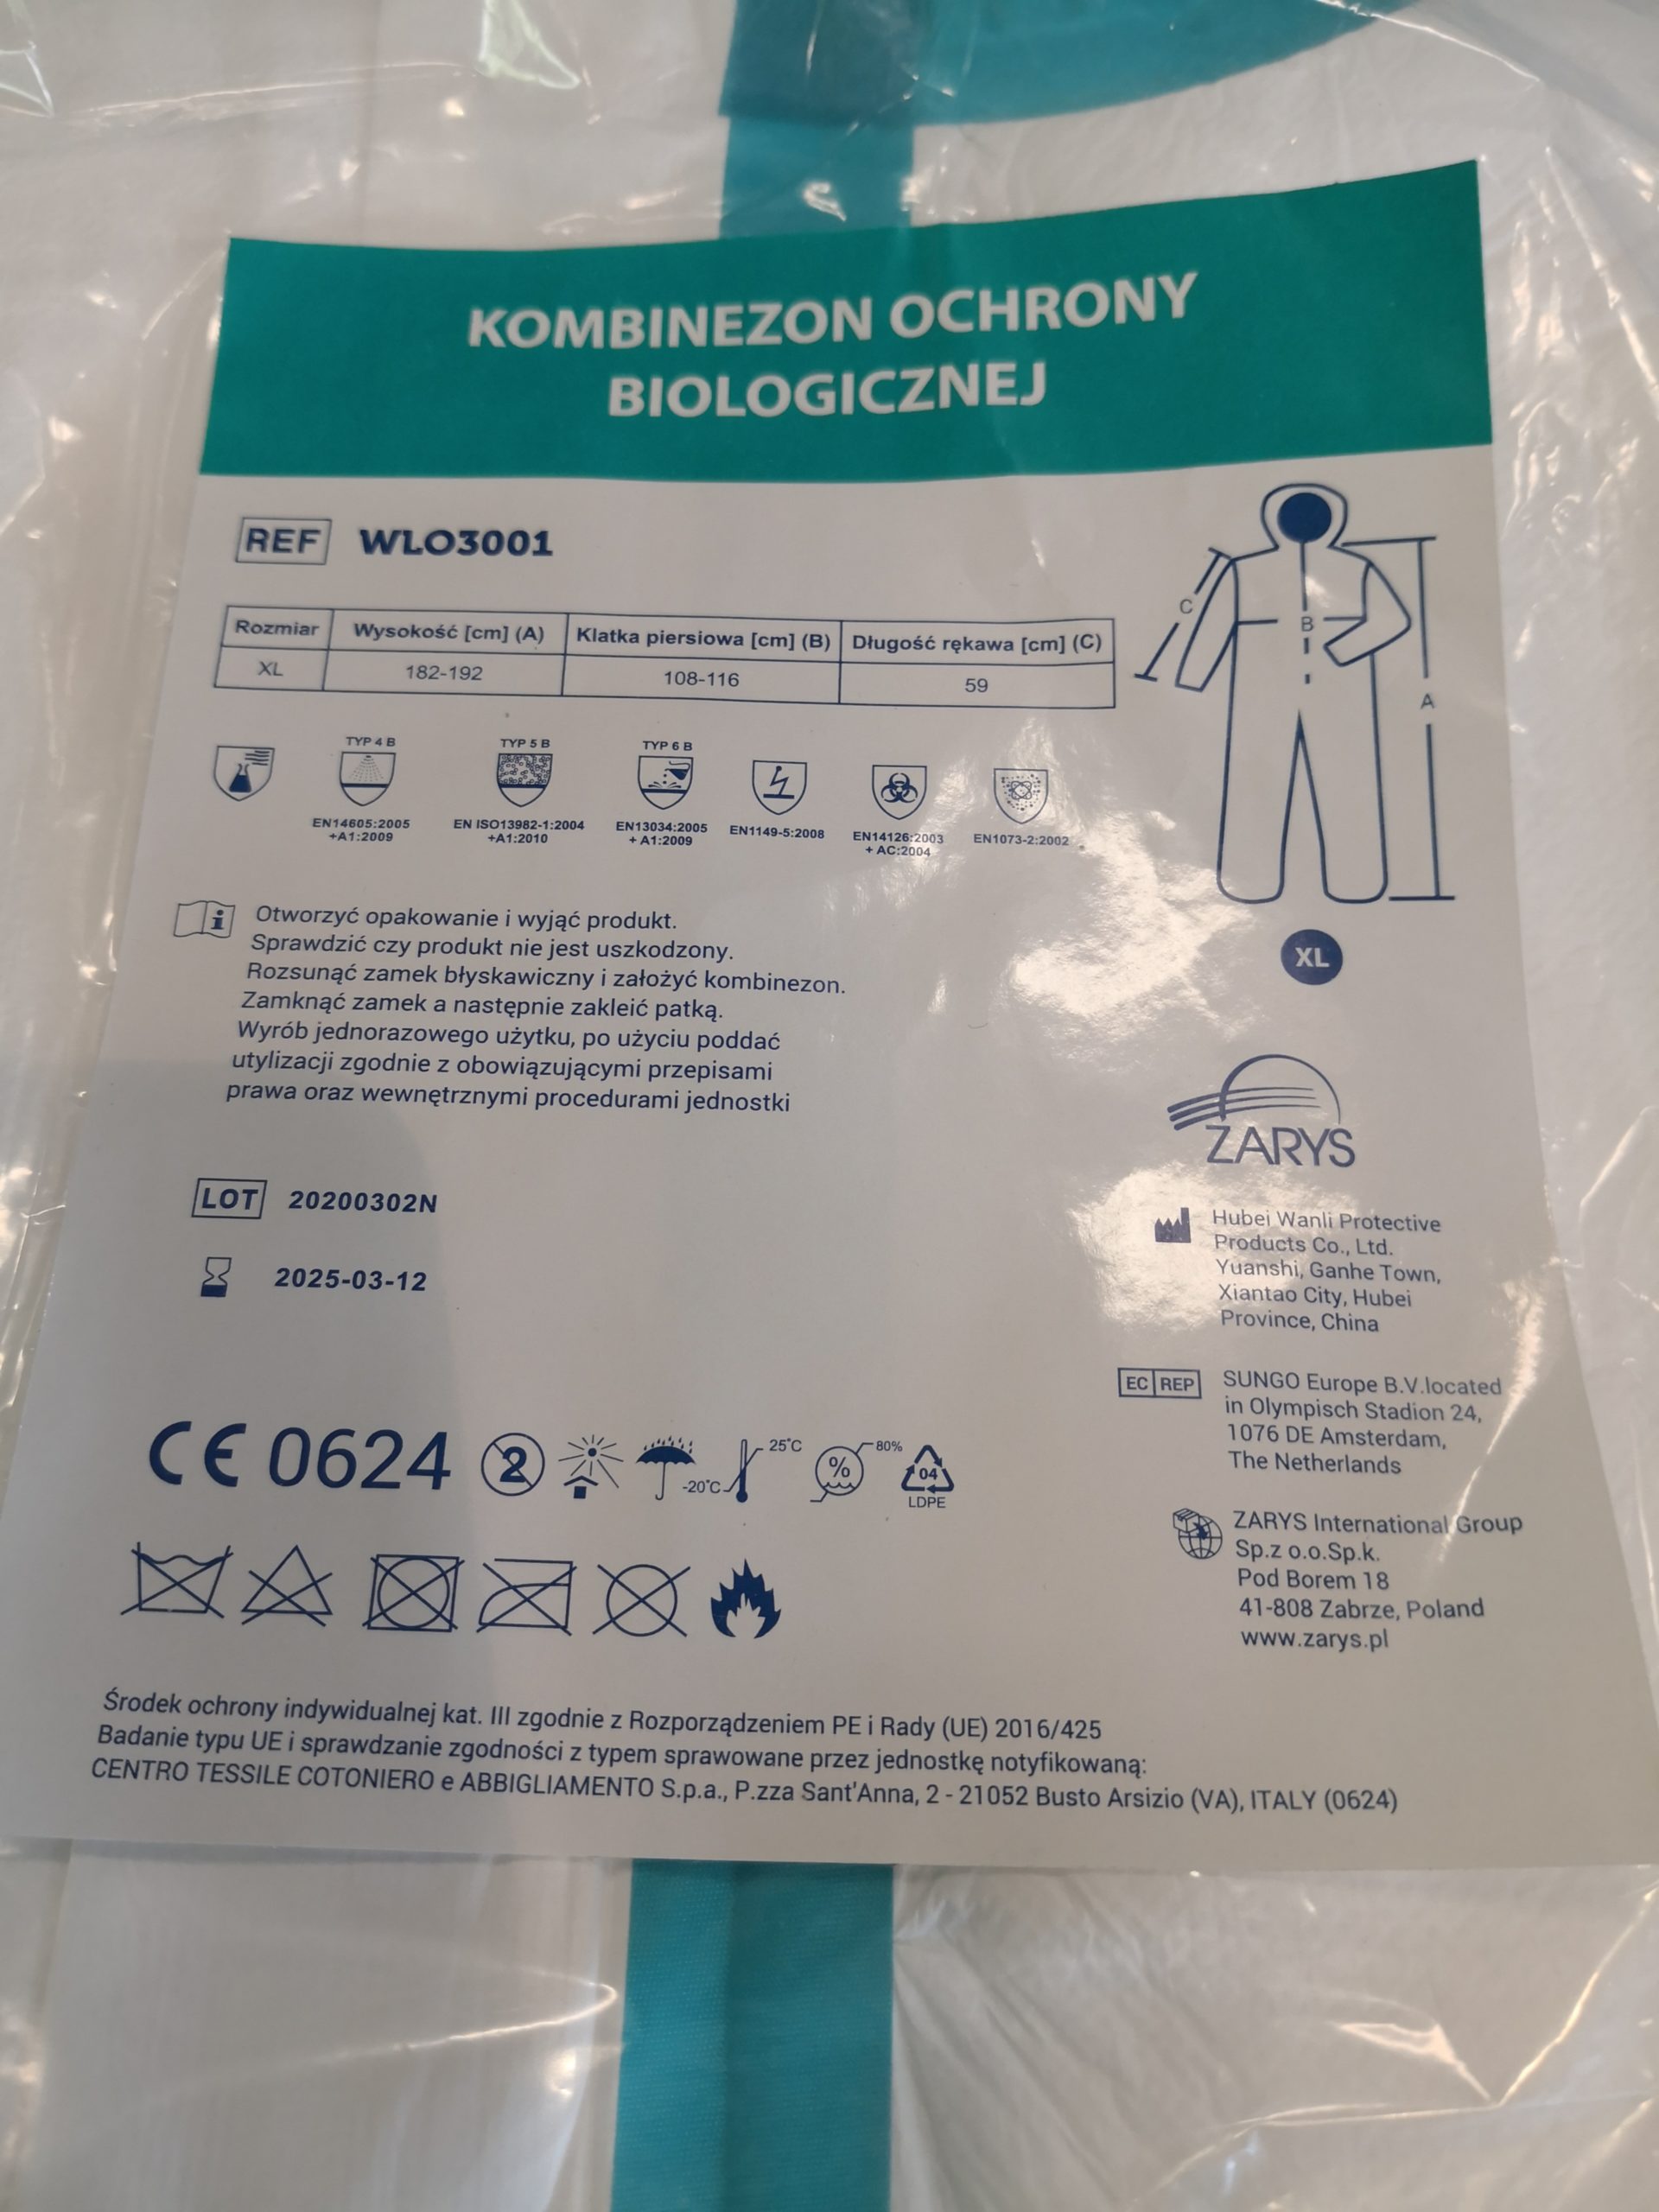 KOMBINEZON OCHRONY
BIOLOGICZNEJ
REF WLO3001
Rozmiar Wysokość [cm] (A) Klatka piersiowa [cm] (B) Długość rękawa [cm] (C)
XL 182-192 108-116 59
C
B
A
TYP 4 B TYP 5 B TYP 6 B
EN14605:2005
+A1:2009
EN ISO13982-1:2004
+A1:2010
EN13034:2005
+ A1:2009
EN1149-5:2008
EN14126:2003
+ AC:2004
EN1073-2:2002
XL
i
Otworzyć opakowanie i wyjąć produkt.
Sprawdzić czy produkt nie jest uszkodzony.
Rozsunąć zamek błyskawiczny i założyć kombinezon.
Zamknąć zamek a następnie zakleić patką.
Wyrób jednorazowego użytku, po użyciu poddać
utylizacji zgodnie z obowiązującymi przepisami
prawa oraz wewnętrznymi procedurami jednostki
ZARYS
LOT 20200302N
2025-03-12
Hubei Wanli Protective
Products Co., Ltd.
Yuanshi, Ganhe Town,
Xiantao City, Hubei
Province, China
EC REP
SUNGO Europe B.V.located
in Olympisch Stadion 24,
1076 DE Amsterdam,
The Netherlands
CE 0624
2
-20°C
25°C
%
80%
04
LDPE
ZARYS International Group
Sp.z o.o.Sp.k.
Pod Borem 18
41-808 Zabrze, Poland
www.zarys.pl
Środek ochrony indywidualnej kat. III zgodnie z Rozporządzeniem PE i Rady (UE) 2016/425
Badanie typu UE i sprawdzanie zgodności z typem sprawowane przez jednostkę notyfikowaną:
CENTRO TESSILE COTONIERO e ABBIGLIAMENTO S.p.a., P.zza Sant'Anna, 2 - 21052 Busto Arsizio (VA), ITALY (0624)